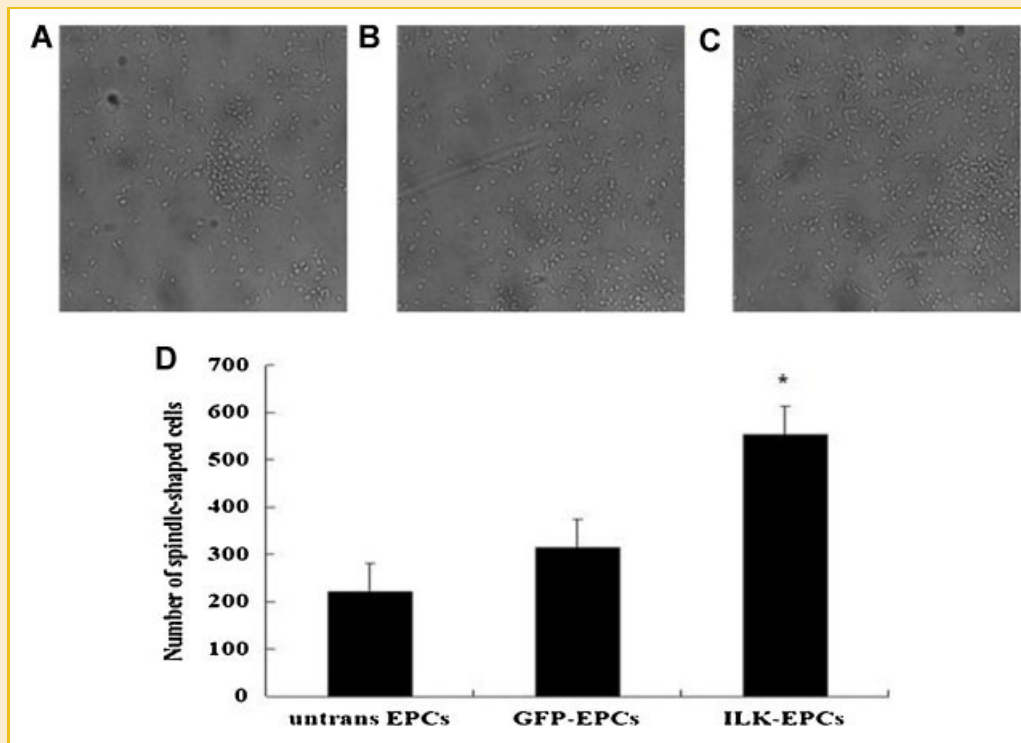 A
B
C
D
700
600
500
400
300
200
100
0
Number of spindle-shaped cells
*
untrans EPCs
GFP-EPCs
ILK-EPCs